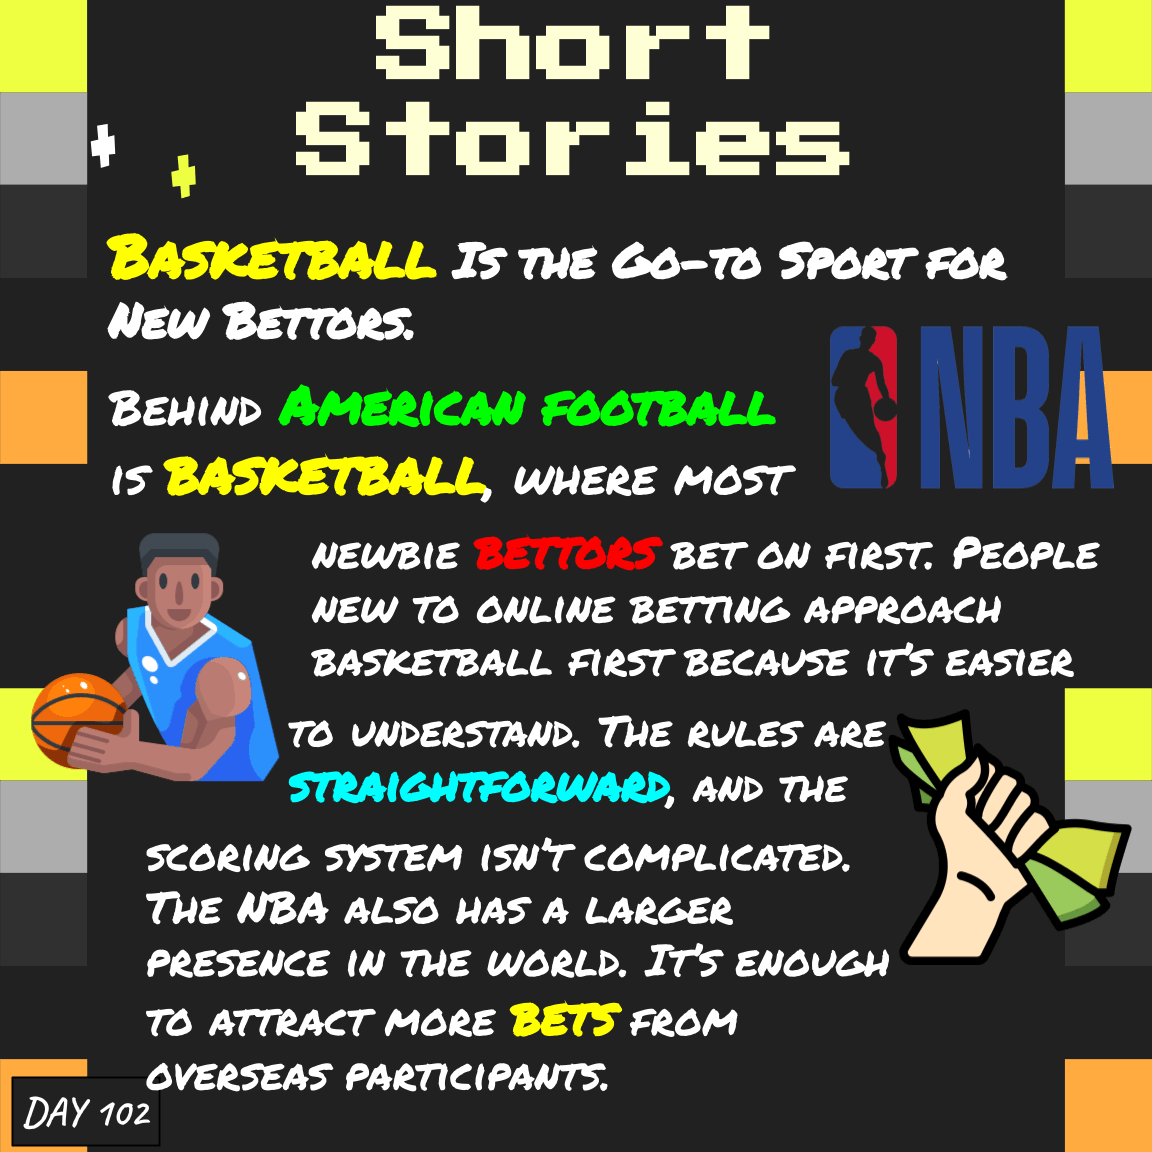 Short
Stories
Basketball Is the Go-to Sport for
New Bettors.
NBA
Behind American football
is basketball, where most
newbie bettors bet on first. People
new to online betting approach
basketball first because it's easier
to understand. The rules are
straightforward, and the
scoring system isn't complicated.
The NBA also has a larger
presence in the world. It's enough
to attract more bets from
overseas participants.
DAY 102